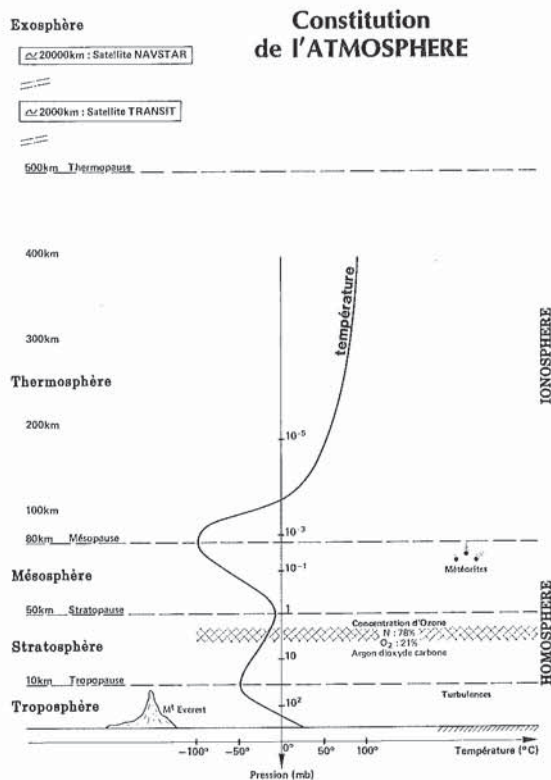 Constitution
de l'ATMOSPHERE
Exosphère
≃ 20000km : Satellite NAVSTAR
≃ 2000km : Satellite TRANSIT
500km Thermopause
400km
température
300km
IONOSPHERE
Thermosphère
200km
10⁻⁵
100km
10⁻³
80km Mésopause
10⁻¹
Météorites
Mésosphère
50km Stratopause
1
Concentration d'Ozone
N : 78%
O₂ : 21%
Argon dioxyde carbone
HOMOSPHERE
Stratosphère
10
10km Tropopause
Turbulences
Troposphère
Mᵗ Everest
10²
-100° -50° 0° 50° 100° Température (°C)
Pression (mb)